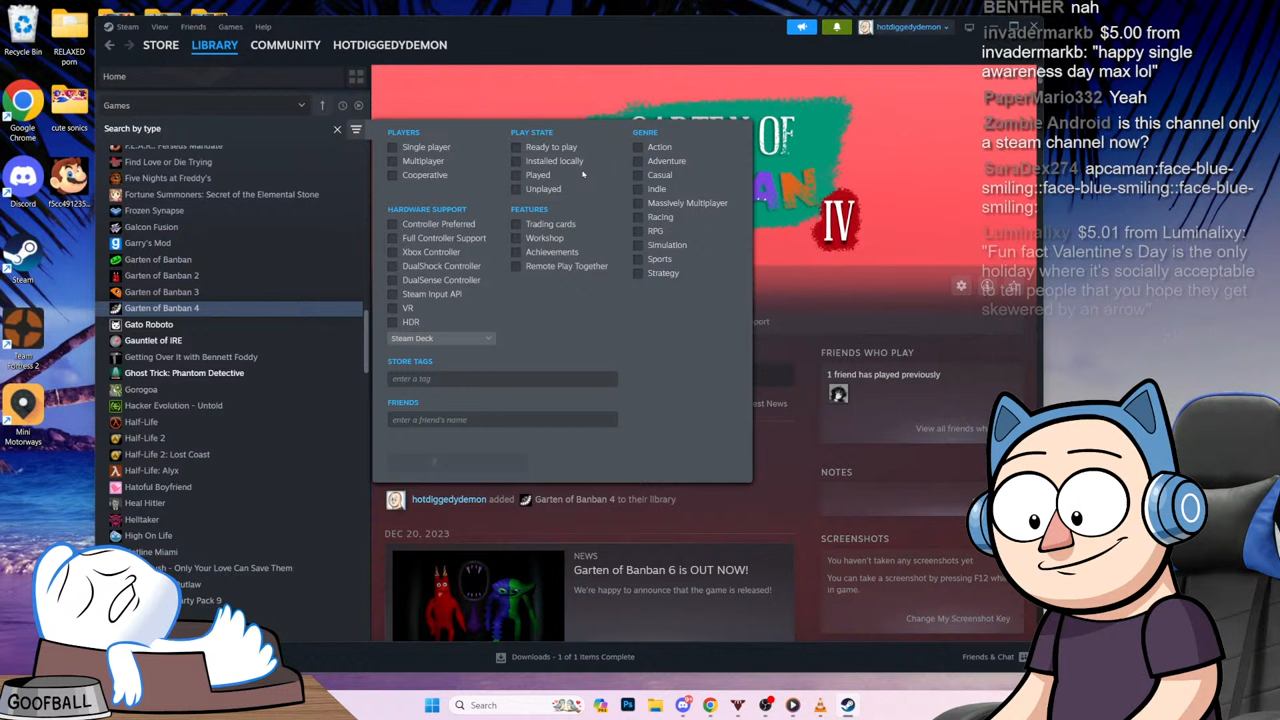 Recycle Bin
RELAXED
porn
Google
Chrome
cute sonics
Discord
f5cc491235...
Steam
Team
Fortress 2
Mini
Motorways
Steam View Friends Games Help
hotdiggedydemon
STORE LIBRARY COMMUNITY HOTDIGGEDYDEMON
Home
Games
Search by type
Find Love or Die Trying
Five Nights at Freddy's
Fortune Summoners: Secret of the Elemental Stone
Frozen Synapse
Galcon Fusion
Garry's Mod
Garten of Banban
Garten of Banban 2
Garten of Banban 3
Garten of Banban 4
Gato Roboto
Gauntlet of IRE
Getting Over It with Bennett Foddy
Ghost Trick: Phantom Detective
Gorogoa
Hacker Evolution - Untold
Half-Life
Half-Life 2
Half-Life 2: Lost Coast
Half-Life: Alyx
Hatoful Boyfriend
Heal Hitler
Helltaker
High On Life
Miami
- Only Your Love Can Save Them
Pack 9
PLAYERS
Single player
Multiplayer
Cooperative
HARDWARE SUPPORT
Controller Preferred
Full Controller Support
Xbox Controller
DualShock Controller
DualSense Controller
Steam Input API
VR
HDR
Steam Deck
STORE TAGS
enter a tag
FRIENDS
enter a friend's name
PLAY STATE
Ready to play
Installed locally
Played
Unplayed
FEATURES
Trading cards
Workshop
Achievements
Remote Play Together
GENRE
Action
Adventure
Casual
Indie
Massively Multiplayer
Racing
RPG
Simulation
Sports
Strategy
OF
IV
FRIENDS WHO PLAY
1 friend has played previously
View all friends
NOTES
SCREENSHOTS
You haven't taken any screenshots yet
You can take a screenshot by pressing F12
in game.
Change My Screenshot Key
News
hotdiggedydemon added Garten of Banban 4 to their library
DEC 20, 2023
NEWS
Garten of Banban 6 is OUT NOW!
We're happy to announce that the game is released!
Downloads - 1 of 1 Items Complete
Friends & Chat
BENTHER nah
invadermarkb $5.00 from
invadermarkb: "happy single
awareness day max lol"
PaperMario332 Yeah
Zombie Android is this channel only
a steam channel now?
SaraDex274 apcaman:face-blue-
smiling::face-blue-smiling::face-blue-
smiling:
Luminalixy $5.01 from Luminalixy:
"Fun fact Valentine's Day is the only
holiday where it's socially acceptable
to tell people that you hope they get
skewered by an arrow"
GOOFBALL
Search